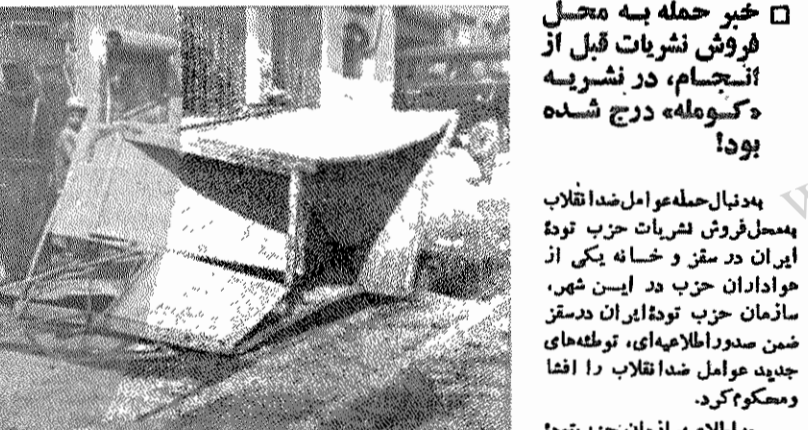 خبر حمله به محل
فروش نشریات قبل از
انجام، در نشریه
«کومله» درج شده
بود!
به‌دنبال حمله عوامل ضدانقلاب
به‌محل فروش نشریات حزب تودهٔ
ایران در سقز و خانه یکی از
هواداران حزب در این شهر،
سازمان حزب تودهٔ ایران درسقز
ضمن صدور اطلاعیه‌ای، توطئه‌های
جدید عوامل ضدانقلاب را افشا
ومحکوم کرد.